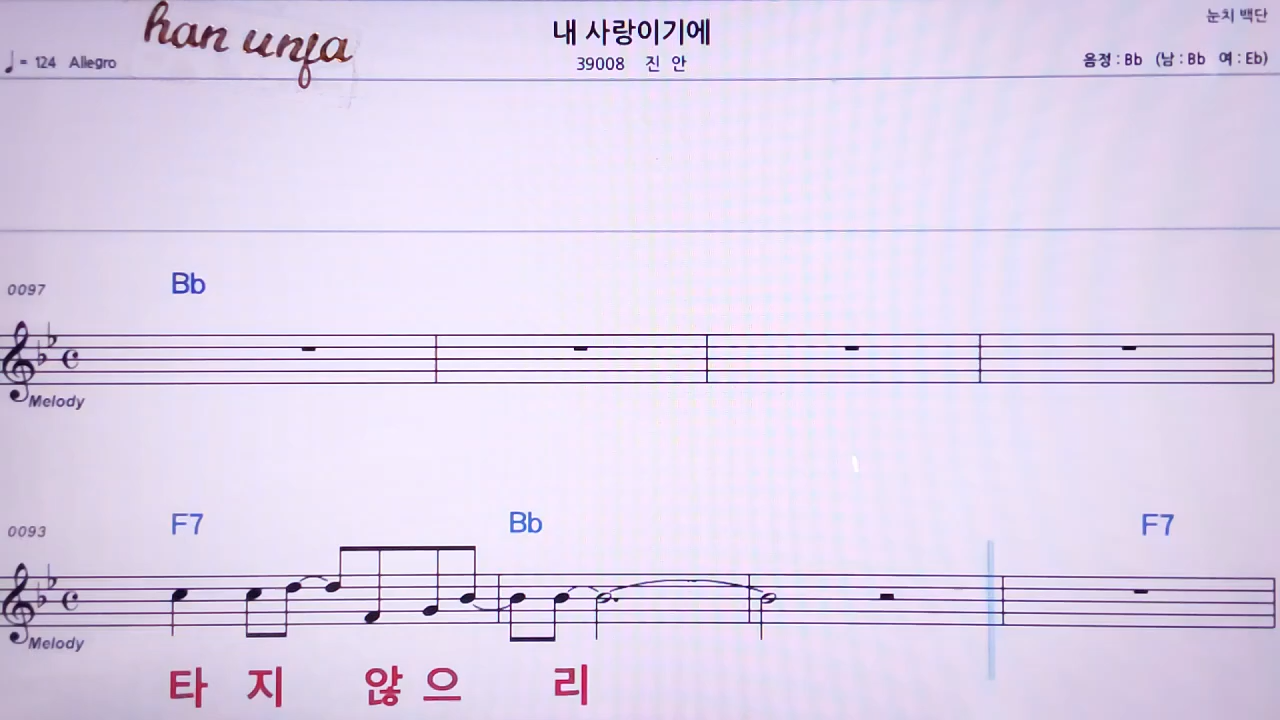 han unfa
내 사랑이기에
눈치 백단
♩= 124 Allegro
39008 진 안
음정 : Bb (남 : Bb 여 : Eb)
0097
Bb
Melody
0093
F7 Bb F7
Melody
타 지 않 으 리